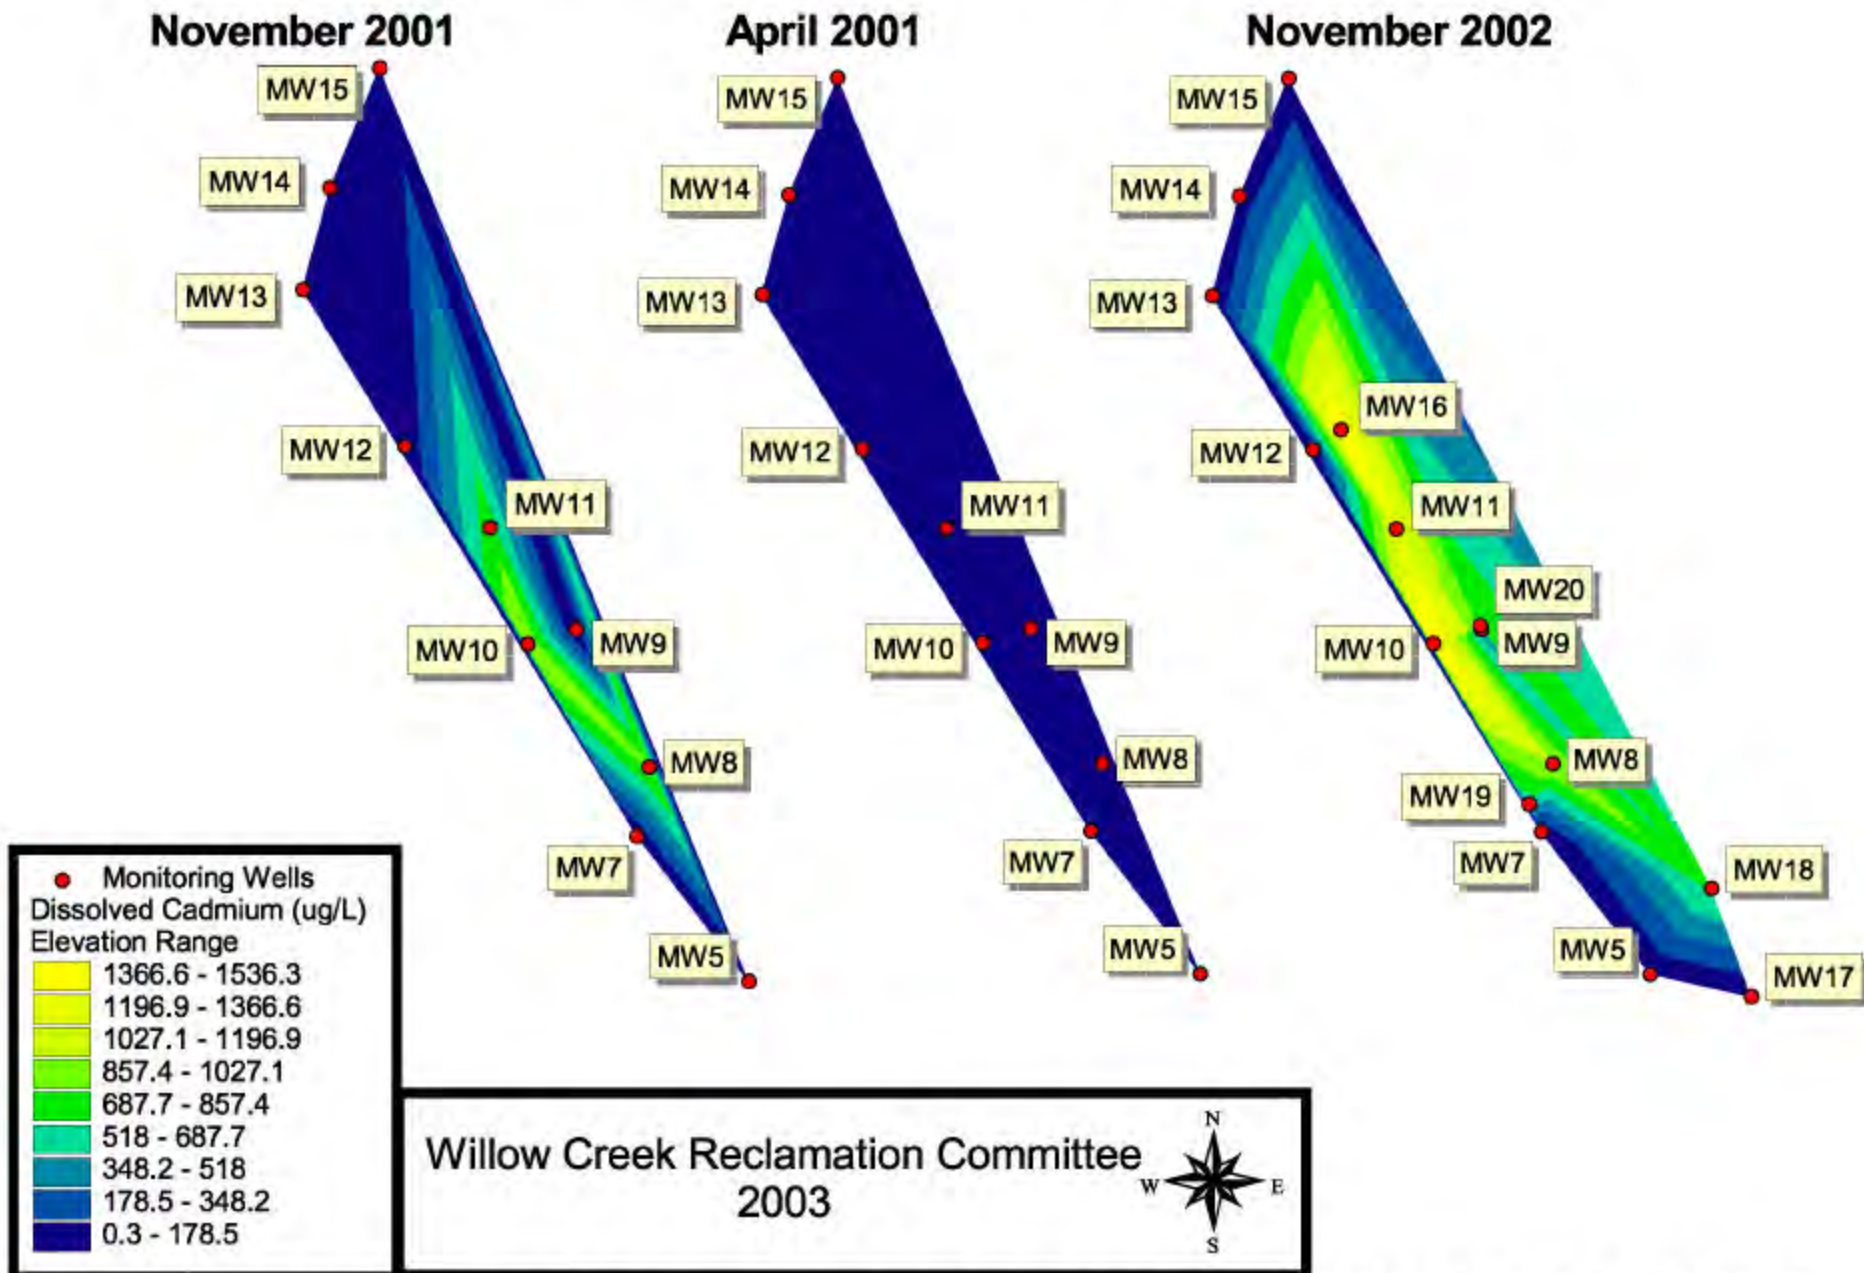 November 2001
April 2001
November 2002
MW15
MW14
MW13
MW12
MW11
MW10
MW9
MW8
MW7
MW5
MW15
MW14
MW13
MW12
MW11
MW10
MW9
MW8
MW7
MW5
MW15
MW14
MW13
MW16
MW12
MW11
MW20
MW9
MW10
MW8
MW19
MW7
MW18
MW5
MW17
Monitoring Wells
Dissolved Cadmium (ug/L)
Elevation Range
1366.6 - 1536.3
1196.9 - 1366.6
1027.1 - 1196.9
857.4 - 1027.1
687.7 - 857.4
518 - 687.7
348.2 - 518
178.5 - 348.2
0.3 - 178.5
Willow Creek Reclamation Committee
2003
N
W
E
S